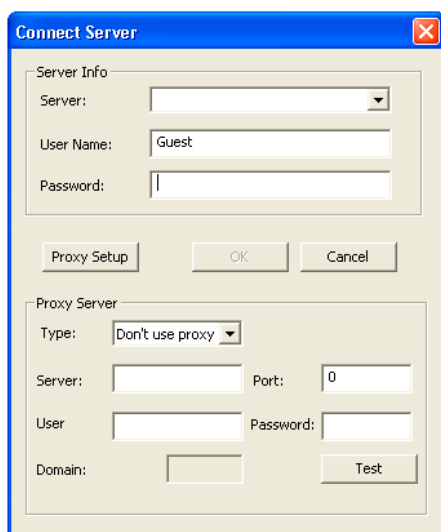 Connect Server
Server Info
Server:
User Name: Guest
Password:
Proxy Setup OK Cancel
Proxy Server
Type: Don't use proxy
Server: Port: 0
User Password:
Domain: Test